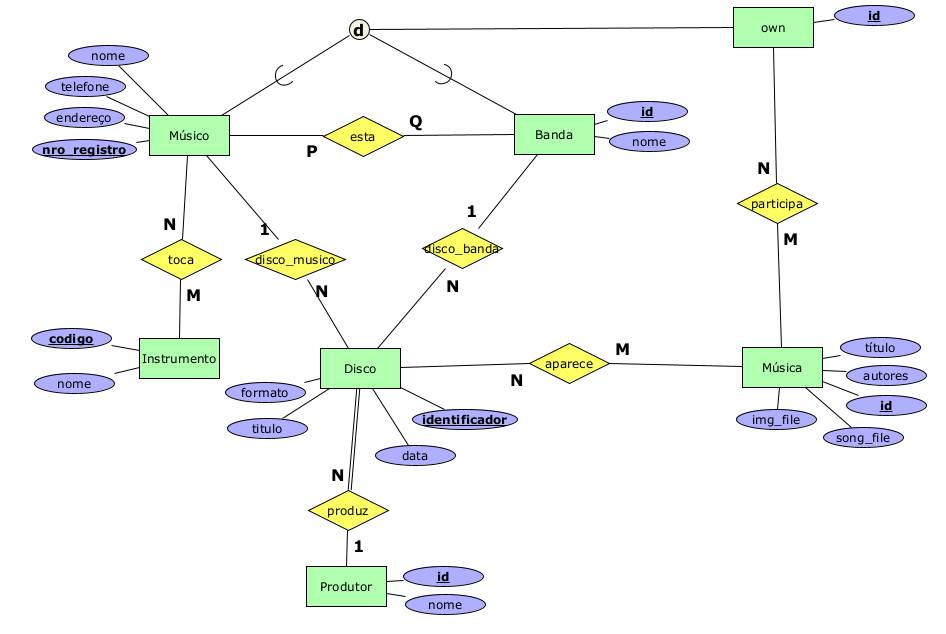 id
d
own
nome
telefone
endereço
nro_registro
Músico
P
esta
Q
Banda
id
nome
N
participa
M
N
toca
M
1
disco_musico
N
1
disco_banda
N
codigo
nome
Instrumento
Disco
N
aparece
M
Música
título
autores
id
img_file
song_file
formato
titulo
identificador
data
N
produz
1
Produtor
id
nome